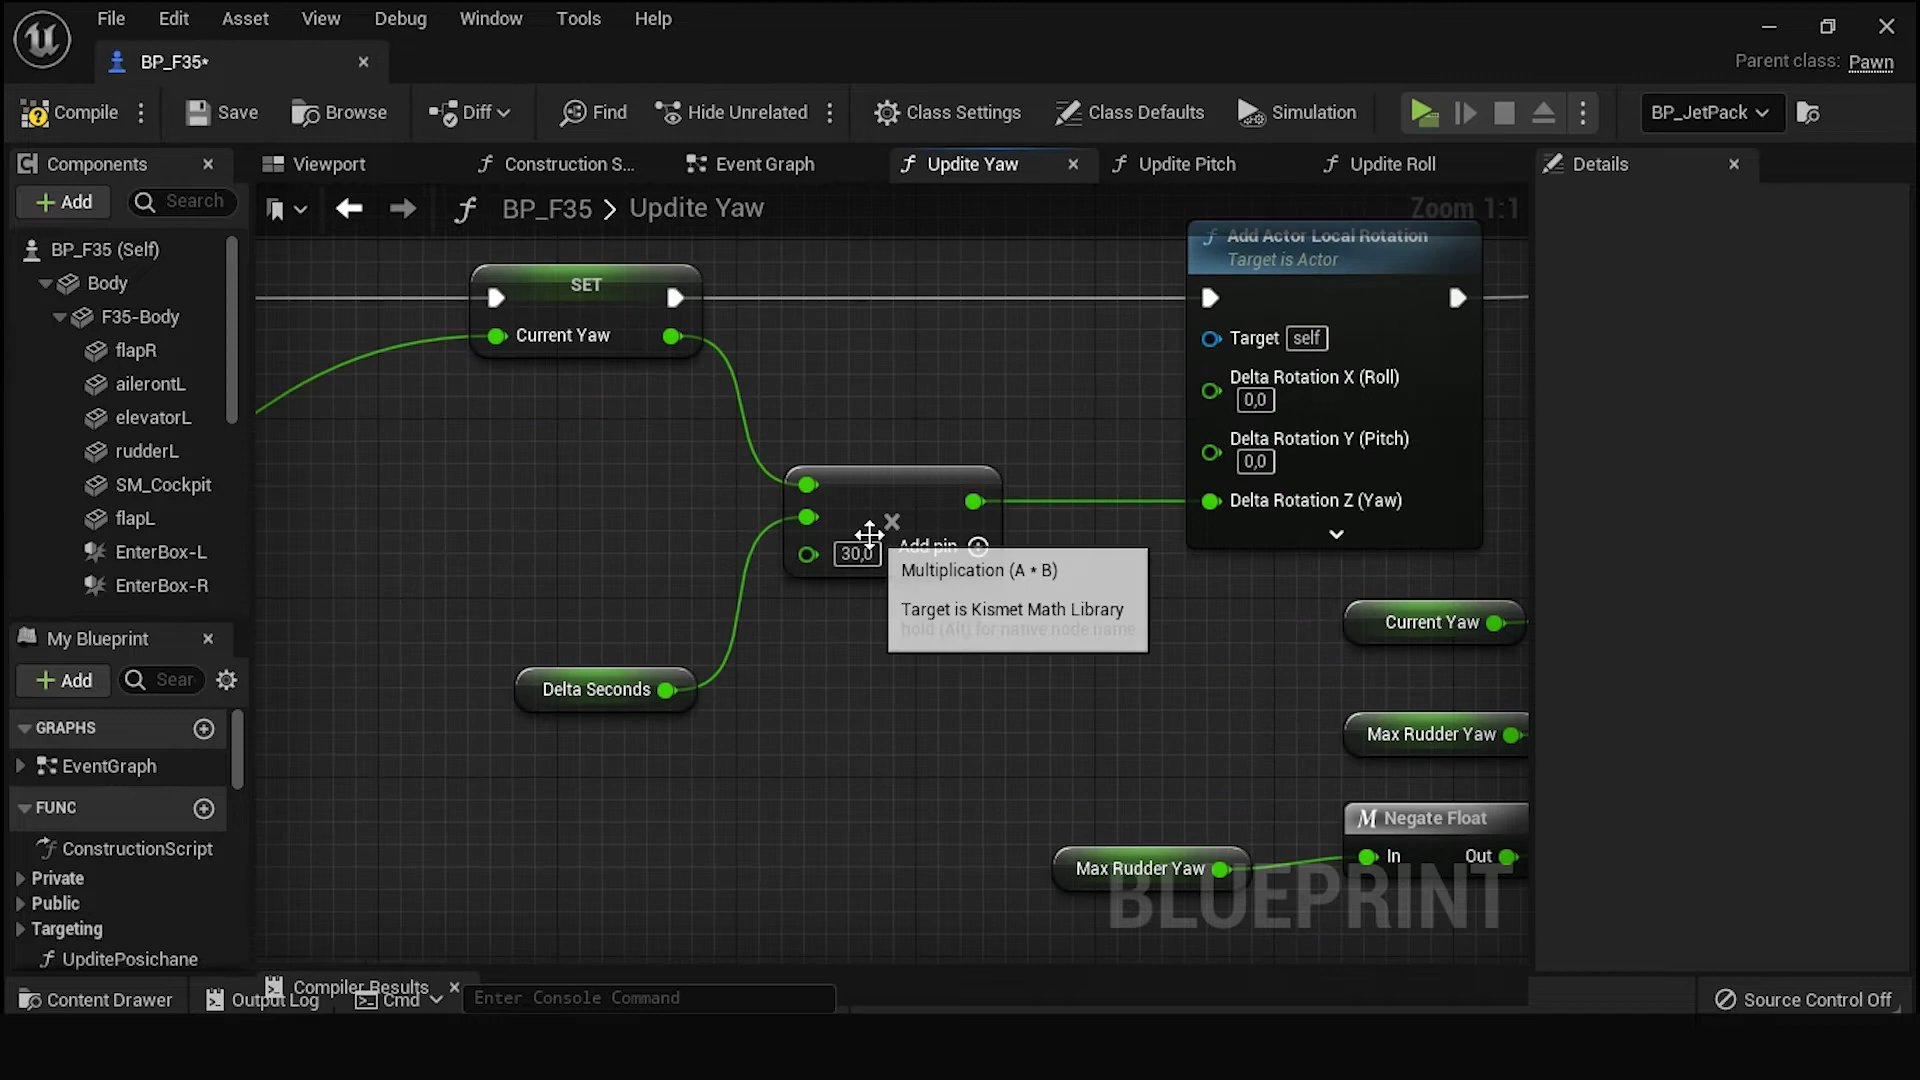 File Edit Asset View Debug Window Tools Help
BP_F35*
Parent class: Pawn
Compile Save Browse Diff Find Hide Unrelated Class Settings Class Defaults Simulation BP_JetPack
Components Viewport Construction S... Event Graph Updite Yaw Updite Pitch Updite Roll Details
Add Search
BP_F35 > Updite Yaw
Zoom 1:1
BP_F35 (Self)
Body
F35-Body
flapR
aileronL
elevatorL
rudderL
SM_Cockpit
flapL
EnterBox-L
EnterBox-R
My Blueprint
Add Sear
GRAPHS
EventGraph
FUNC
ConstructionScript
Private
Public
Targeting
UpditePosichane
SET
Current Yaw
Add Actor Local Rotation
Target is Actor
Target self
Delta Rotation X (Roll)
0,0
Delta Rotation Y (Pitch)
0,0
Delta Rotation Z (Yaw)
30,0 Add pin
Multiplication (A * B)
Target is Kismet Math Library
hold (Alt) for native node name
Delta Seconds
Current Yaw
Max Rudder Yaw
Negate Float
In Out
Max Rudder Yaw
BLUEPRINT
Compiler Results
Content Drawer Output Log Cmd Enter Console Command Source Control Off